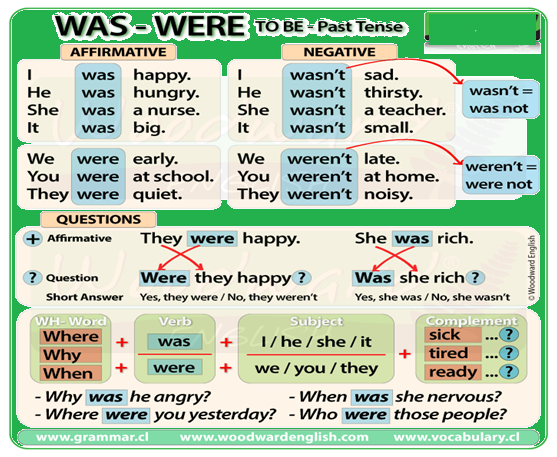 WAS - WERE TO BE - Past Tense
AFFIRMATIVE
I was happy.
He was hungry.
She was a nurse.
It was big.
We were early.
You were at school.
They were quiet.
NEGATIVE
I wasn't sad.
He wasn't thirsty.
She wasn't a teacher.
It wasn't small.
We weren't late.
You weren't at home.
They weren't noisy.
wasn't =
was not
weren't =
were not
QUESTIONS
+ Affirmative They were happy. She was rich.
? Question Were they happy? Was she rich?
Short Answer Yes, they were / No, they weren't Yes, she was / No, she wasn't
© Woodward English
WH- Word + Verb + Subject + Complement
Where
Why
When
was
were
I / he / she / it
we / you / they
sick ...?
tired ...?
ready ...?
- Why was he angry? - When was she nervous?
- Where were you yesterday? - Who were those people?
www.grammar.cl www.woodwardenglish.com www.vocabulary.cl